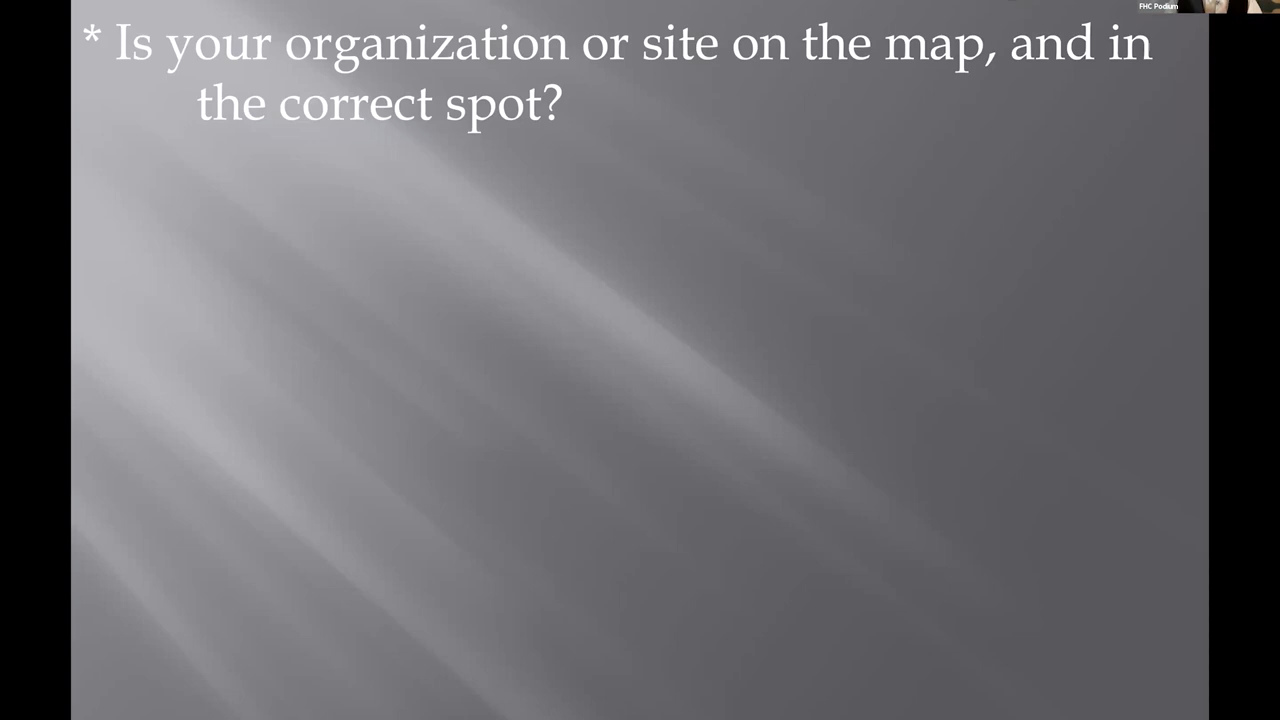 FHC Podium
* Is your organization or site on the map, and in
the correct spot?